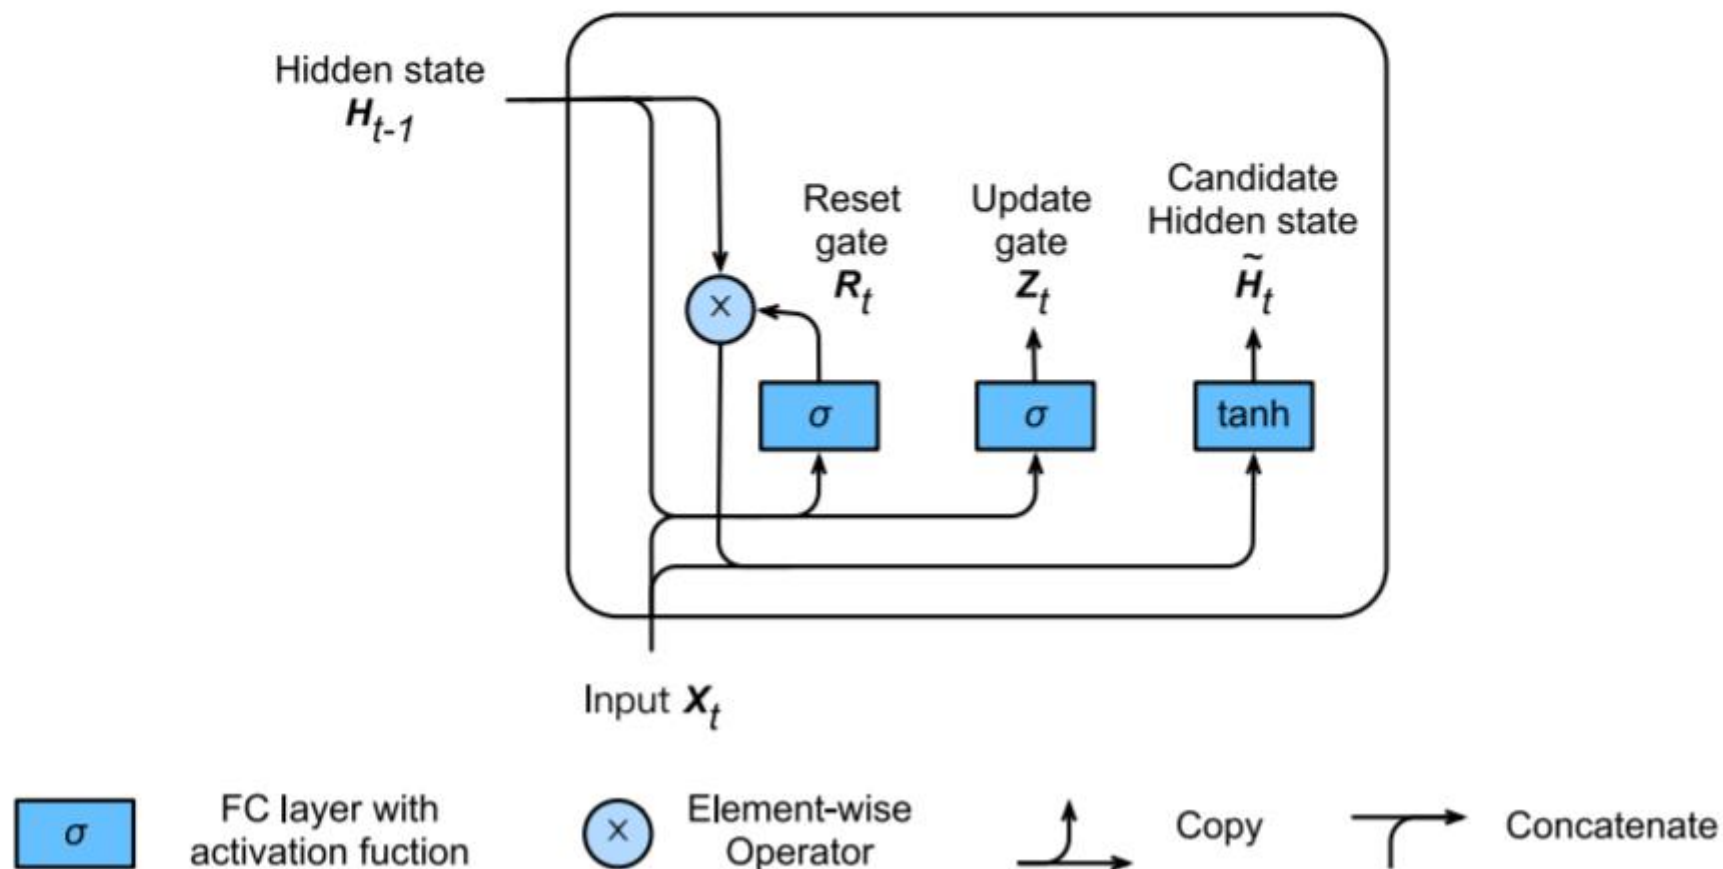 Hidden state
H_{t-1}
Reset
gate
R_t
Update
gate
Z_t
Candidate
Hidden state
H̃_t
×
σ
σ
tanh
Input X_t
σ
FC layer with
activation fuction
×
Element-wise
Operator
Copy
Concatenate